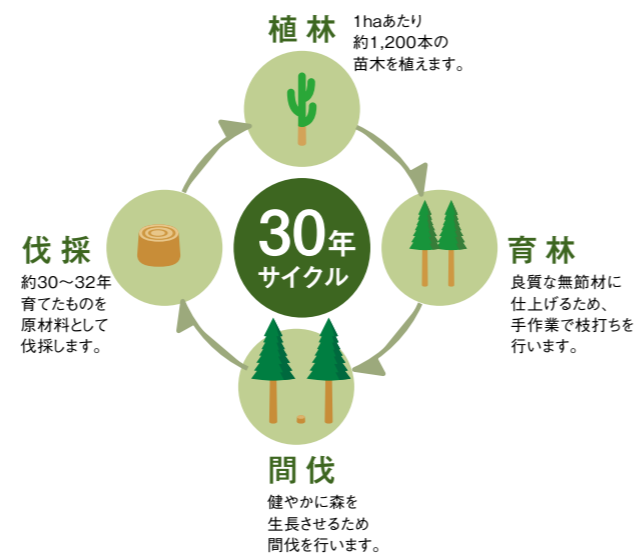 植林
1haあたり
約1,200本の
苗木を植えます。
30年
サイクル
育林
良質な無節材に
仕上げるため、
手作業で枝打ちを
行います。
間伐
健やかに森を
生長させるため
間伐を行います。
伐採
約30〜32年
育てたものを
原材料として
伐採します。